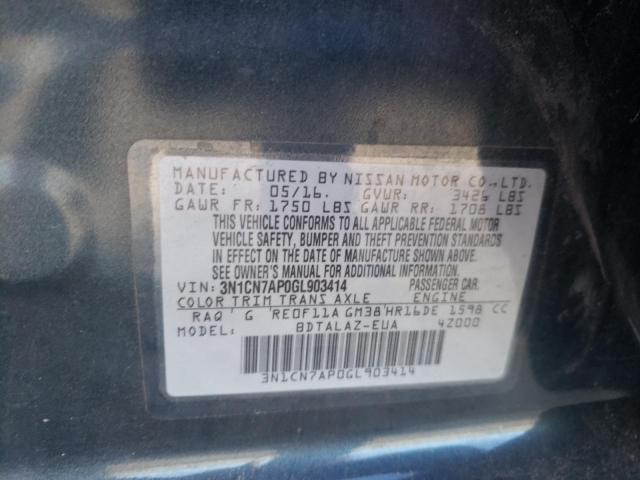 MANUFACTURED BY NISSAN MOTOR CO.,LTD.
DATE: 05/16. GVWR: 3426 LBS
GAWR FR: 1750 LBS GAWR RR: 1708 LBS
THIS VEHICLE CONFORMS TO ALL APPLICABLE FEDERAL MOTOR
VEHICLE SAFETY, BUMPER AND THEFT PREVENTION STANDARDS
IN EFFECT ON THE DATE OF MANUFACTURE SHOWN ABOVE.
SEE OWNER'S MANUAL FOR ADDITIONAL INFORMATION.
VIN: 3N1CN7AP0GL903414 PASSENGER CAR.
COLOR TRIM TRANS AXLE ENGINE
RAQ G RE0F11A GM38 HR16DE 1598 CC
MODEL: BDTALAZ-EUA 42000
3N1CN7AP0GL903414